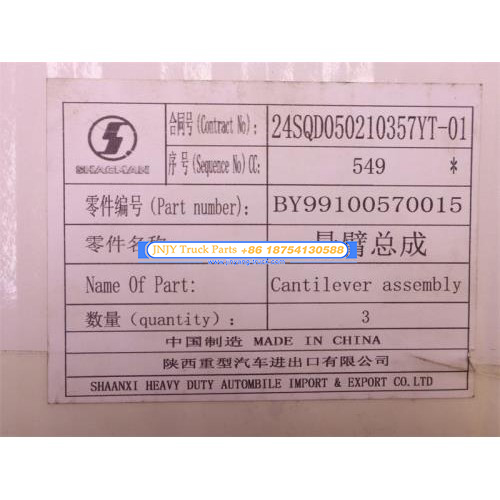 SHACMAN
合同号(Contract No): 24SQD050210357YT-01
序号(Sequence No)CC: 549 *
零件编号(Part number): BY99100570015
零件名称 臂总成
JNJY Truck Parts +86 18754130588
Name Of Part: Cantilever assembly
数量(quantity): 3
中国制造 MADE IN CHINA
陕西重型汽车进出口有限公司
SHAANXI HEAVY DUTY AUTOMBILE IMPORT & EXPORT CO.LTD